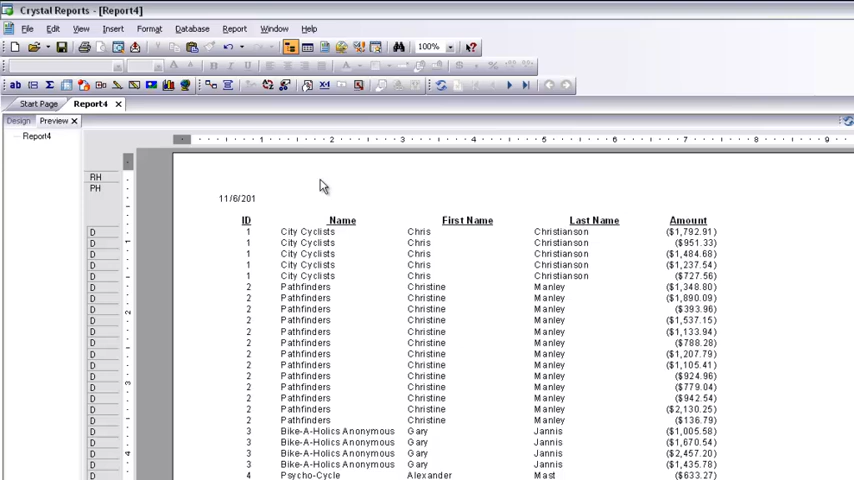 Crystal Reports - [Report4]
File Edit View Insert Format Database Report Window Help
100%
Start Page Report4
Design Preview
Report4
1 2 3 4 5 6 7 8 9
RH
PH
11/6/201
ID Name First Name Last Name Amount
D 1 City Cyclists Chris Christianson ($1,792.91)
D 1 City Cyclists Chris Christianson ($951.33)
D 1 City Cyclists Chris Christianson ($1,484.68)
D 1 City Cyclists Chris Christianson ($1,237.54)
D 1 City Cyclists Chris Christianson ($727.56)
D 2 Pathfinders Christine Manley ($1,348.80)
D 2 Pathfinders Christine Manley ($1,890.09)
D 2 Pathfinders Christine Manley ($393.96)
D 2 Pathfinders Christine Manley ($1,537.15)
D 2 Pathfinders Christine Manley ($1,133.94)
D 2 Pathfinders Christine Manley ($788.28)
D 2 Pathfinders Christine Manley ($1,207.79)
D 2 Pathfinders Christine Manley ($1,105.41)
D 2 Pathfinders Christine Manley ($924.96)
D 2 Pathfinders Christine Manley ($779.04)
D 2 Pathfinders Christine Manley ($942.54)
D 2 Pathfinders Christine Manley ($2,130.25)
D 2 Pathfinders Christine Manley ($136.79)
D 3 Bike-A-Holics Anonymous Gary Jannis ($1,005.58)
D 3 Bike-A-Holics Anonymous Gary Jannis ($1,670.54)
D 3 Bike-A-Holics Anonymous Gary Jannis ($2,457.20)
D 3 Bike-A-Holics Anonymous Gary Jannis ($1,435.78)
D 4 Psycho-Cycle Alexander Mast ($633.27)